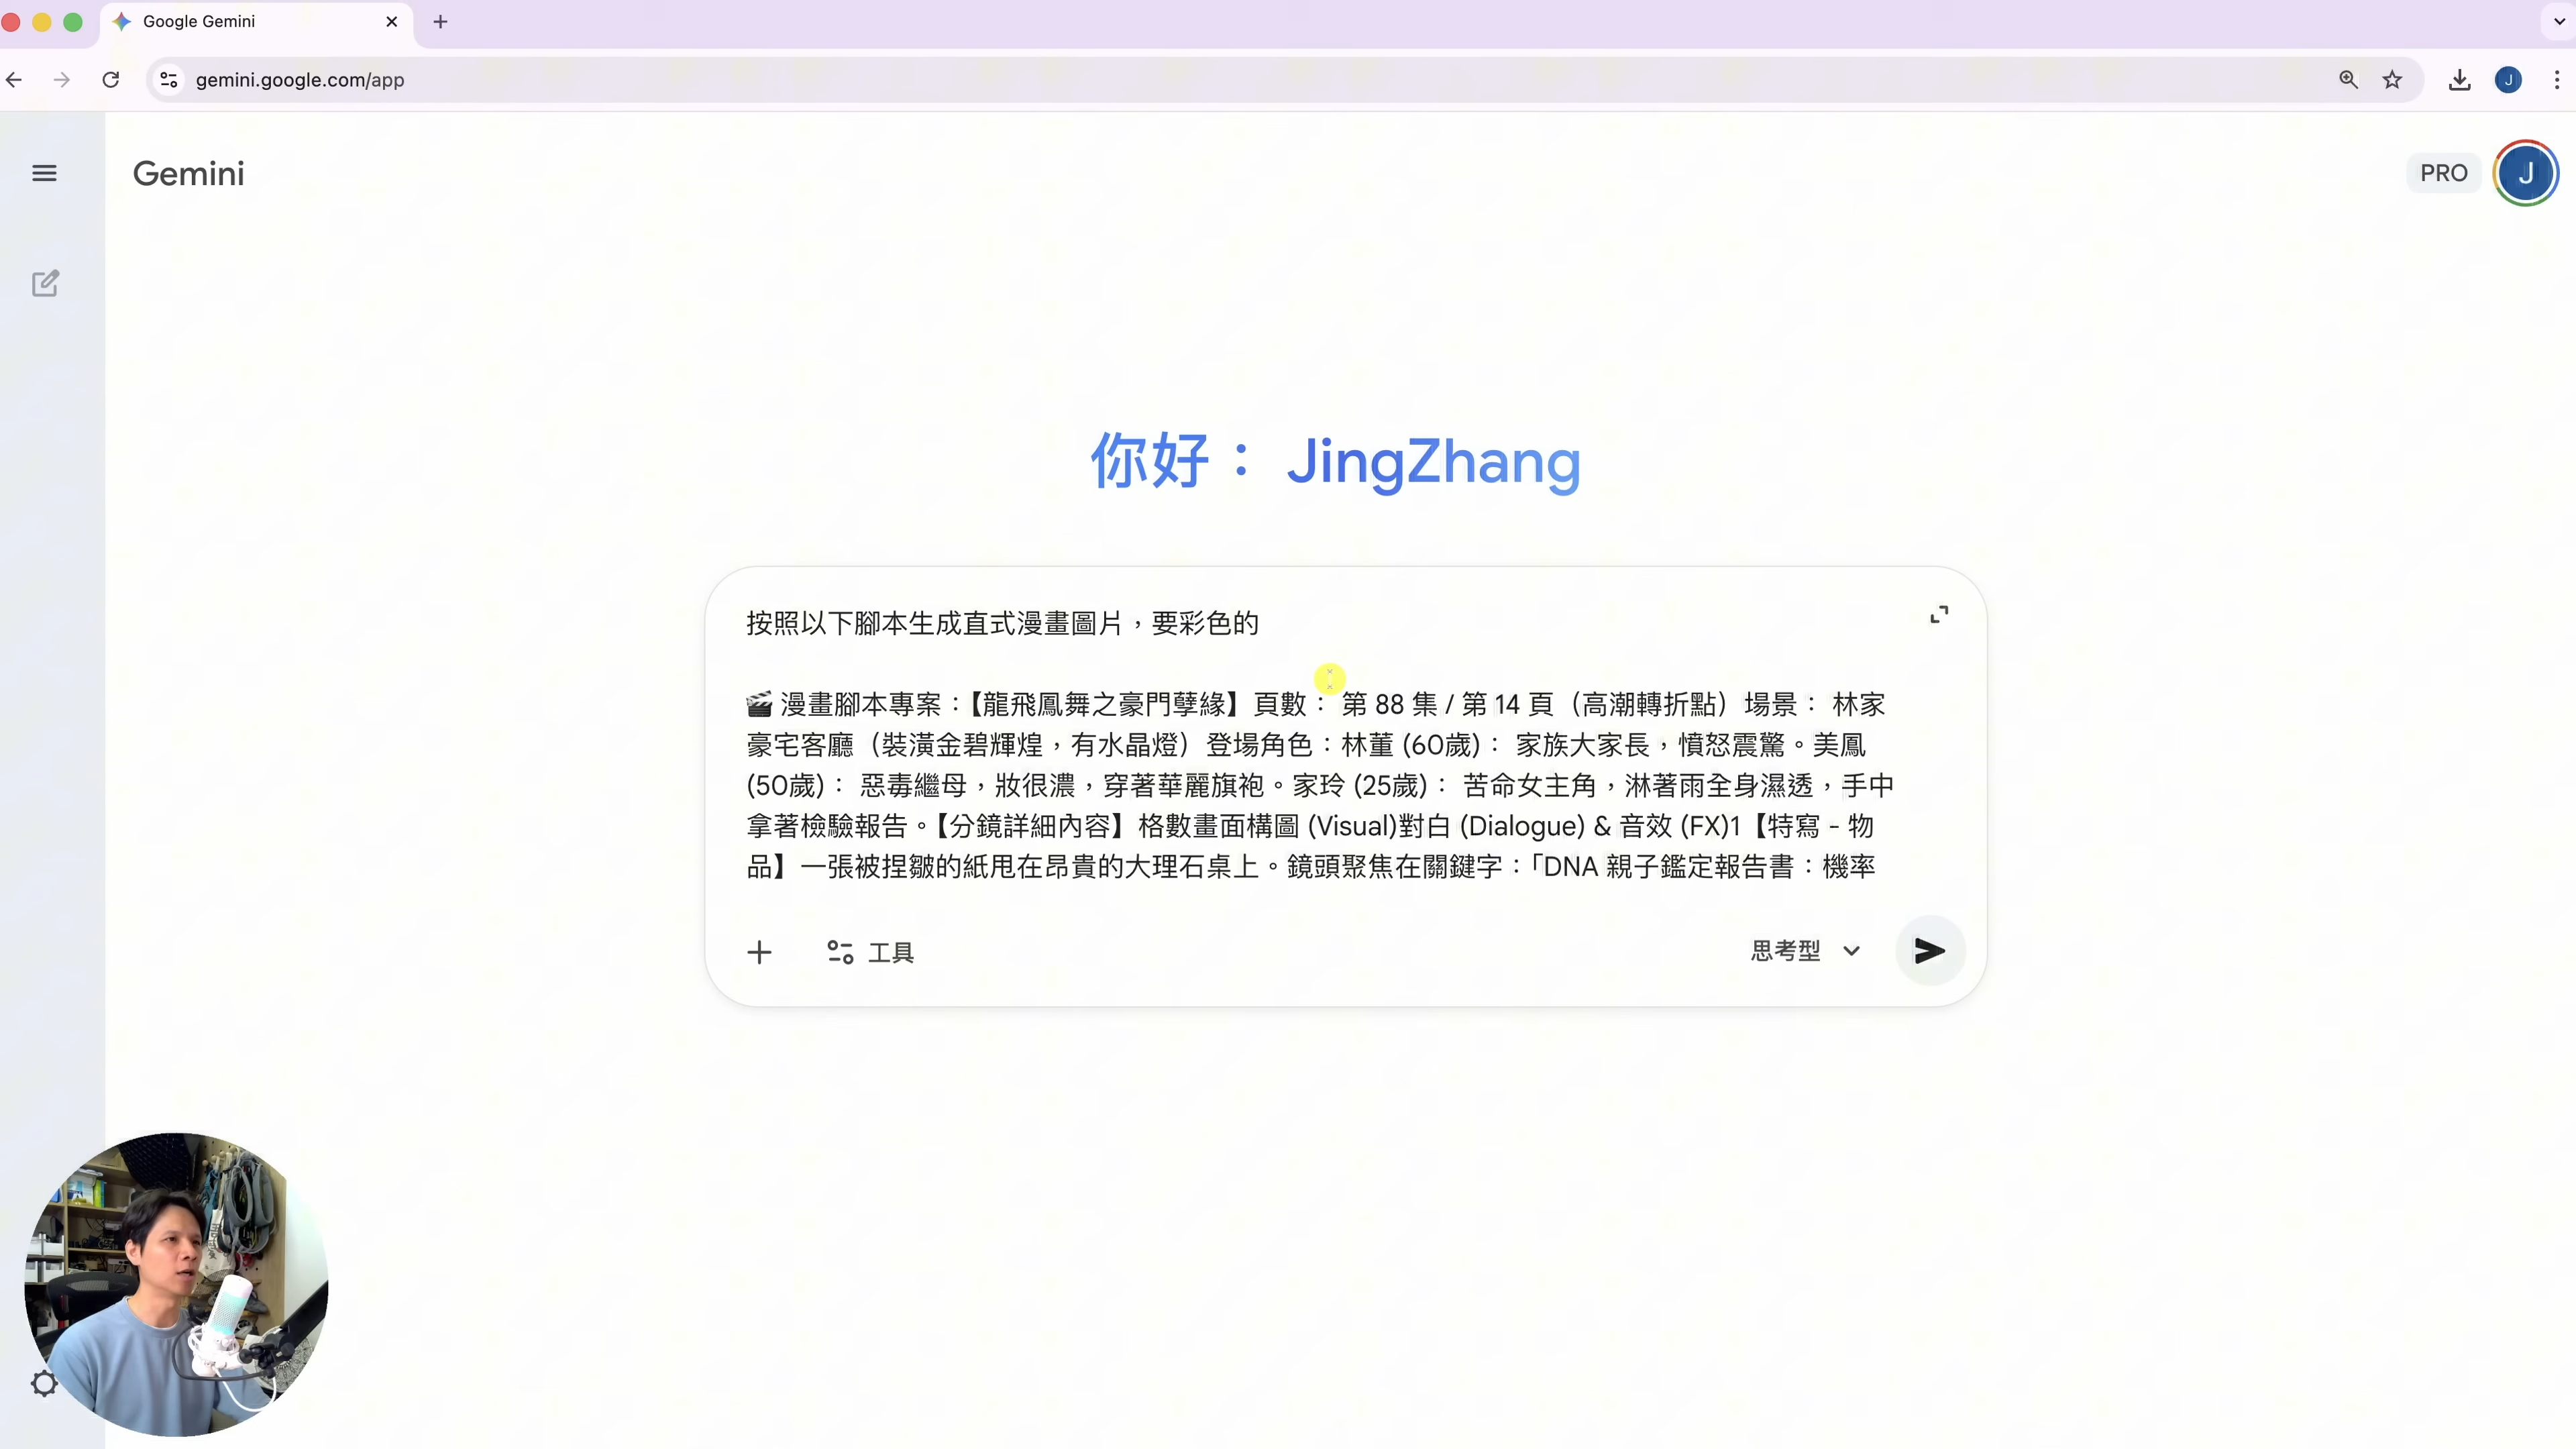 Google Gemini
gemini.google.com/app
J
Gemini
PRO
J
你好： JingZhang
按照以下腳本生成直式漫畫圖片，要彩色的
🎬 漫畫腳本專案：【龍飛鳳舞之豪門孽緣】頁數： 第 88 集 / 第 14 頁（高潮轉折點）場景： 林家
豪宅客廳（裝潢金碧輝煌，有水晶燈）登場角色：林董 (60歲)： 家族大家長，憤怒震驚。美鳳
(50歲)： 惡毒繼母，妝很濃，穿著華麗旗袍。家玲 (25歲)： 苦命女主角，淋著雨全身濕透，手中
拿著檢驗報告。【分鏡詳細內容】格數畫面構圖 (Visual)對白 (Dialogue) & 音效 (FX)1【特寫 - 物
品】一張被捏皺的紙甩在昂貴的大理石桌上。鏡頭聚焦在關鍵字：「DNA 親子鑑定報告書：機率
工具
思考型